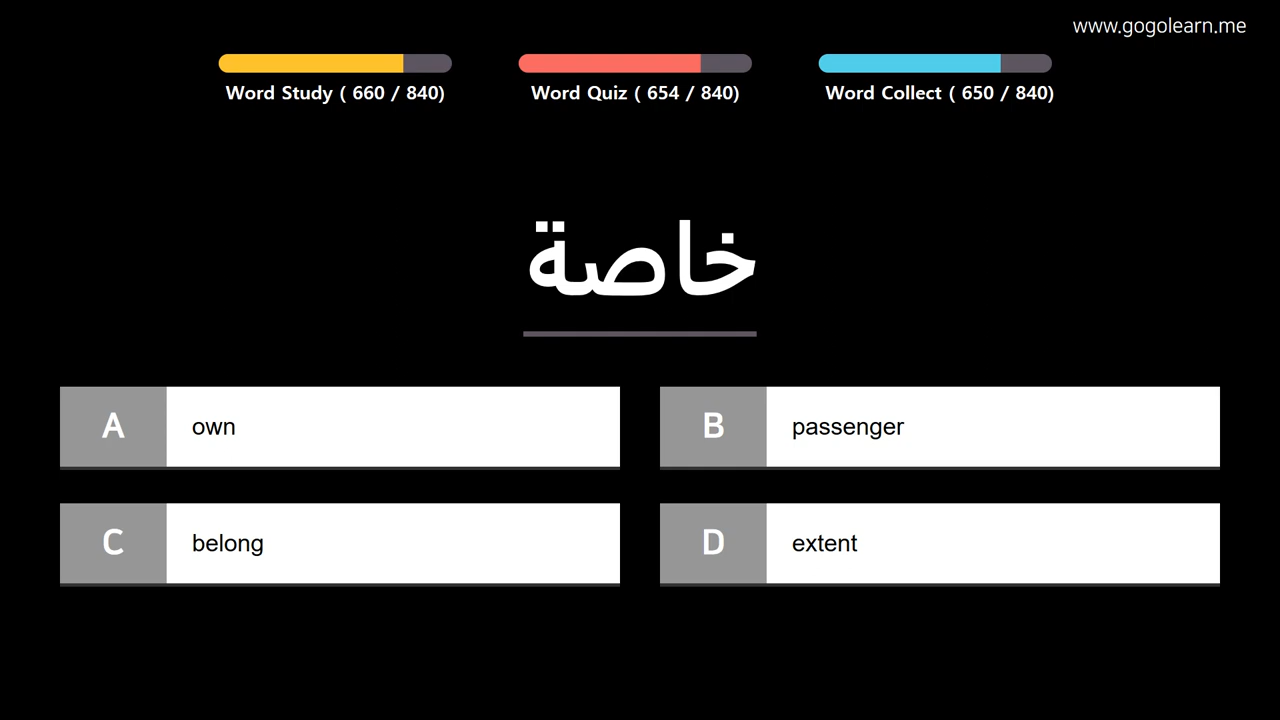 www.gogolearn.me
Word Study ( 660 / 840)
Word Quiz ( 654 / 840)
Word Collect ( 650 / 840)
خاصة
A own
B passenger
C belong
D extent